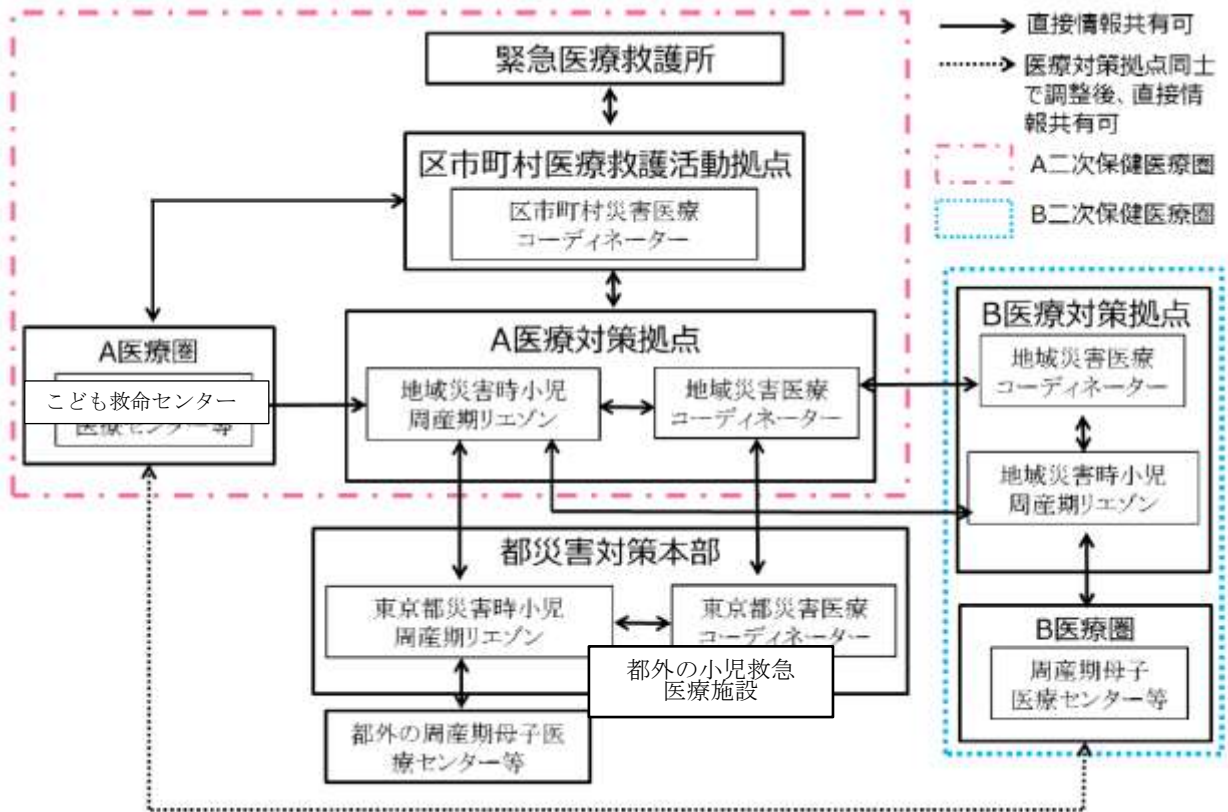 緊急医療救護所
区市町村医療救護活動拠点
区市町村災害医療
コーディネーター
A医療圏
こども救命センター
医療センター等
A医療対策拠点
地域災害時小児
周産期リエゾン
地域災害医療
コーディネーター
都災害対策本部
東京都災害時小児
周産期リエゾン
東京都災害医療
コーディネーター
都外の小児救急
医療施設
都外の周産期母子医
療センター等
直接情報共有可
医療対策拠点同士
で調整後、直接情
報共有可
A二次保健医療圏
B二次保健医療圏
B医療対策拠点
地域災害医療
コーディネーター
地域災害時小児
周産期リエゾン
B医療圏
周産期母子
医療センター等